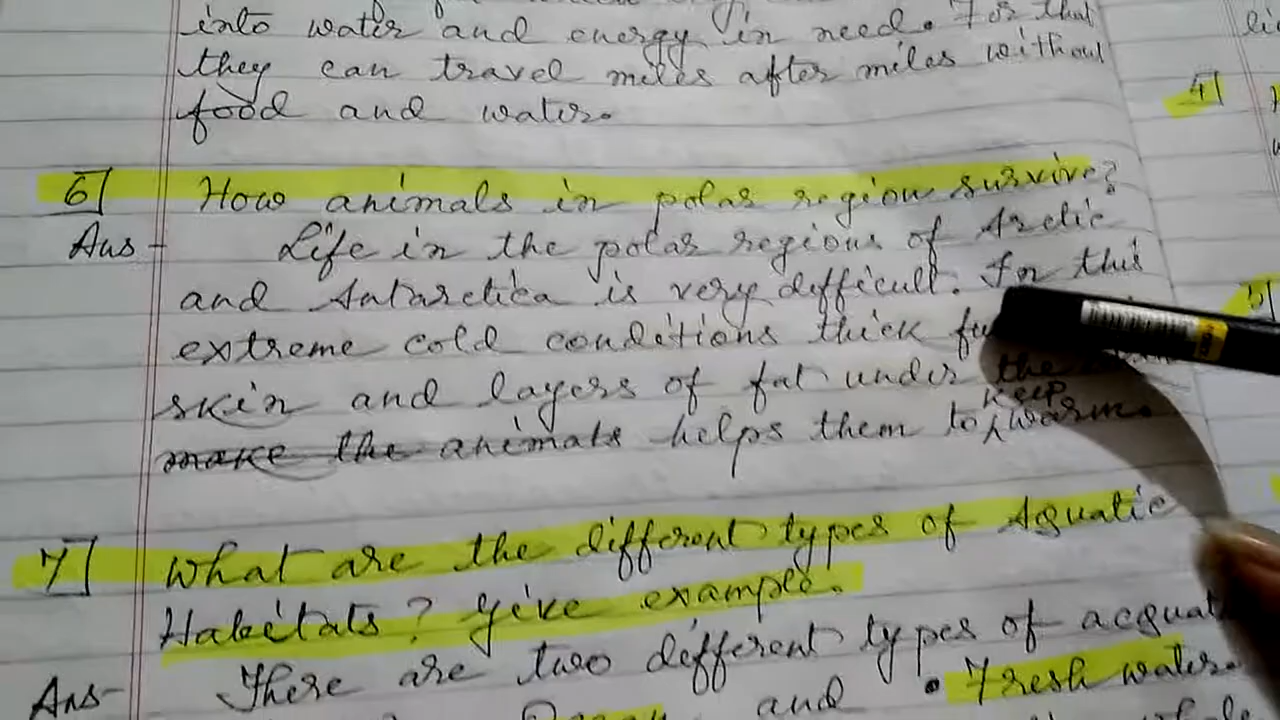 into water and energy in need. For that
they can travel miles after miles without
food and water.
6 How animals in polar region survive?
Ans - Life in the polar regions of Arctic
and Antarctica is very difficult. In this
extreme cold conditions thick
skin and layers of fat under the
keep
make the animals helps them to warm.
7 What are the different types of Aquatic
Habitats? Give example.
Ans - There are two different types of
and • Fresh water.
4
5